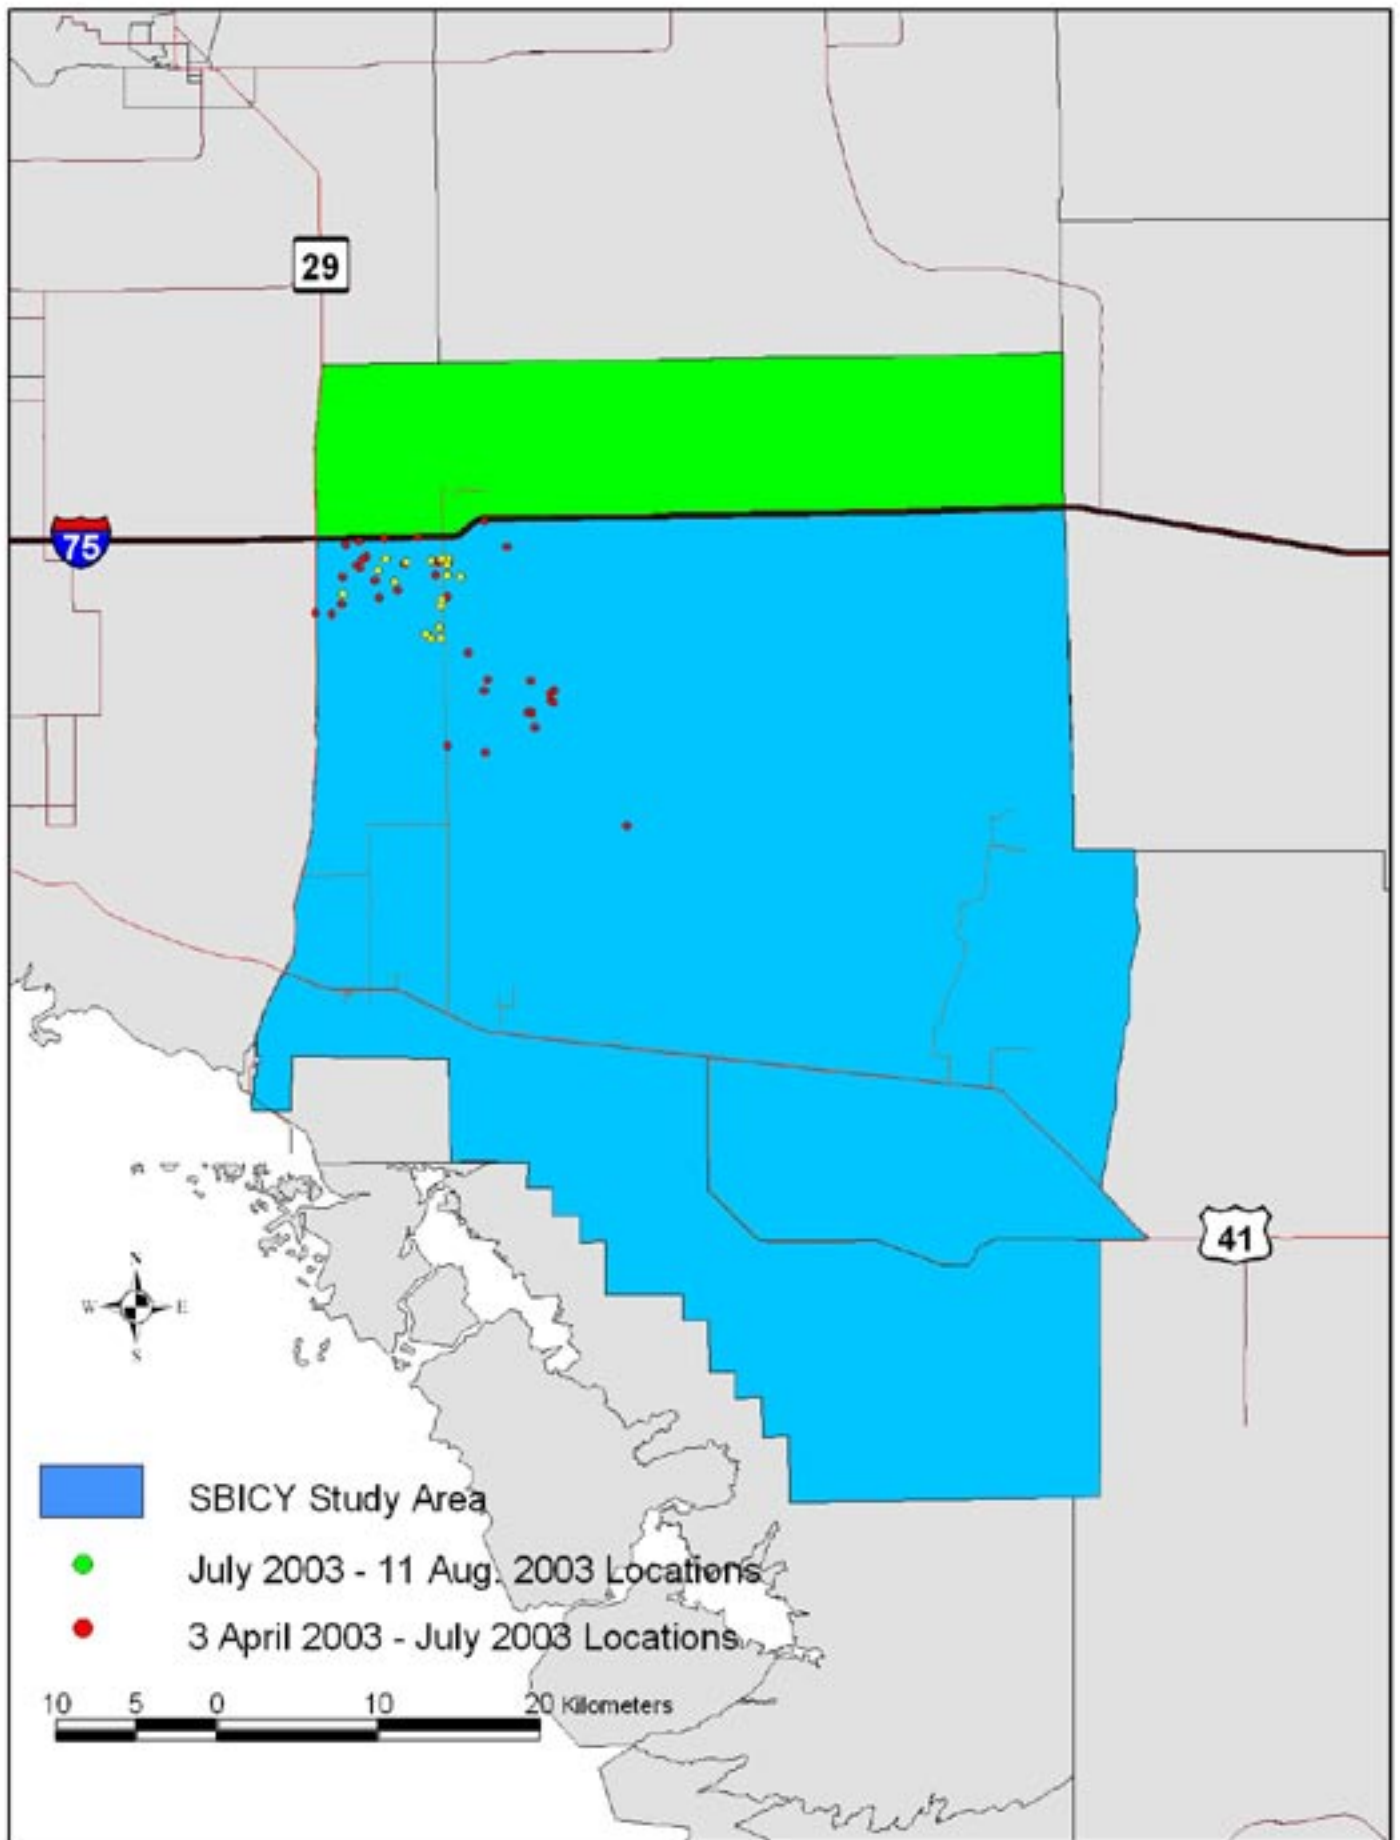 29
75
41
N
W E
S
SBICY Study Area
July 2003 - 11 Aug. 2003 Locations
3 April 2003 - July 2003 Locations
10 5 0 10 20 Kilometers